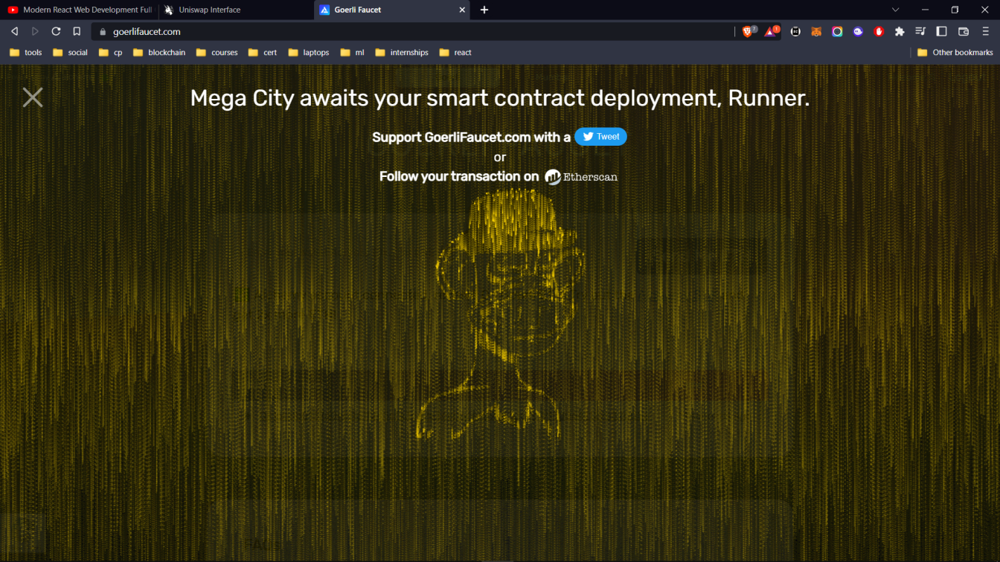 Modern React Web Development Full
Uniswap Interface
Goerli Faucet
goerlifaucet.com
7
1
tools
social
cp
blockchain
courses
cert
laptops
ml
internships
react
Other bookmarks
Mega City awaits your smart contract deployment, Runner.
Support GoerliFaucet.com with a Tweet
or
Follow your transaction on Etherscan